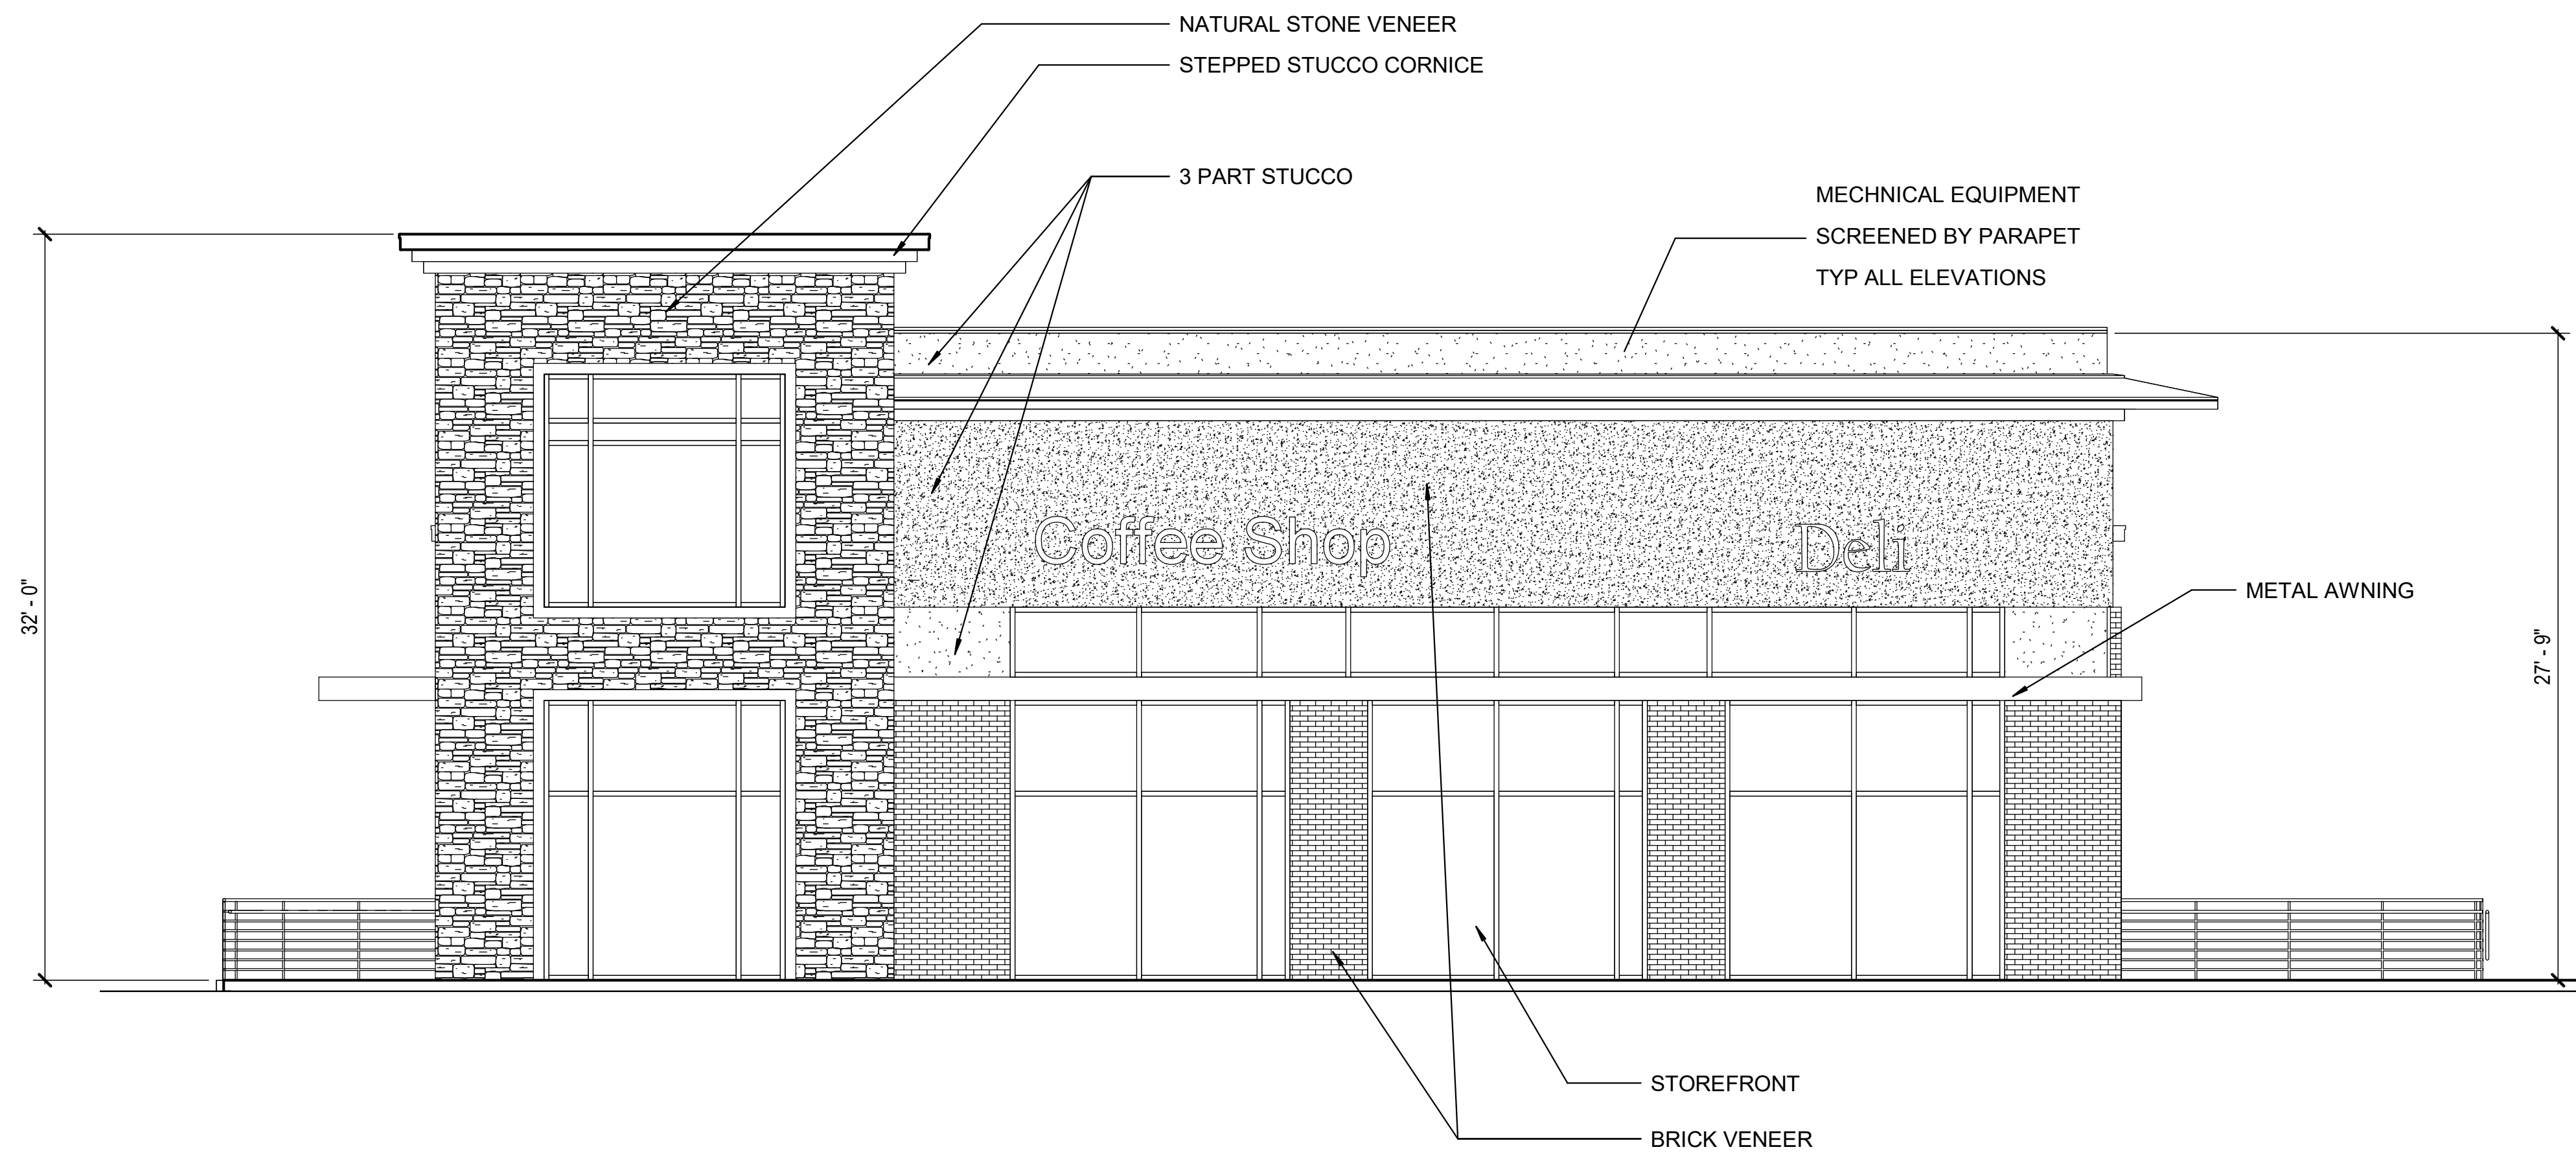 NATURAL STONE VENEER
STEPPED STUCCO CORNICE
3 PART STUCCO
MECHNICAL EQUIPMENT
SCREENED BY PARAPET
TYP ALL ELEVATIONS
Coffee Shop
Deli
METAL AWNING
32' - 0"
27' - 9"
STOREFRONT
BRICK VENEER